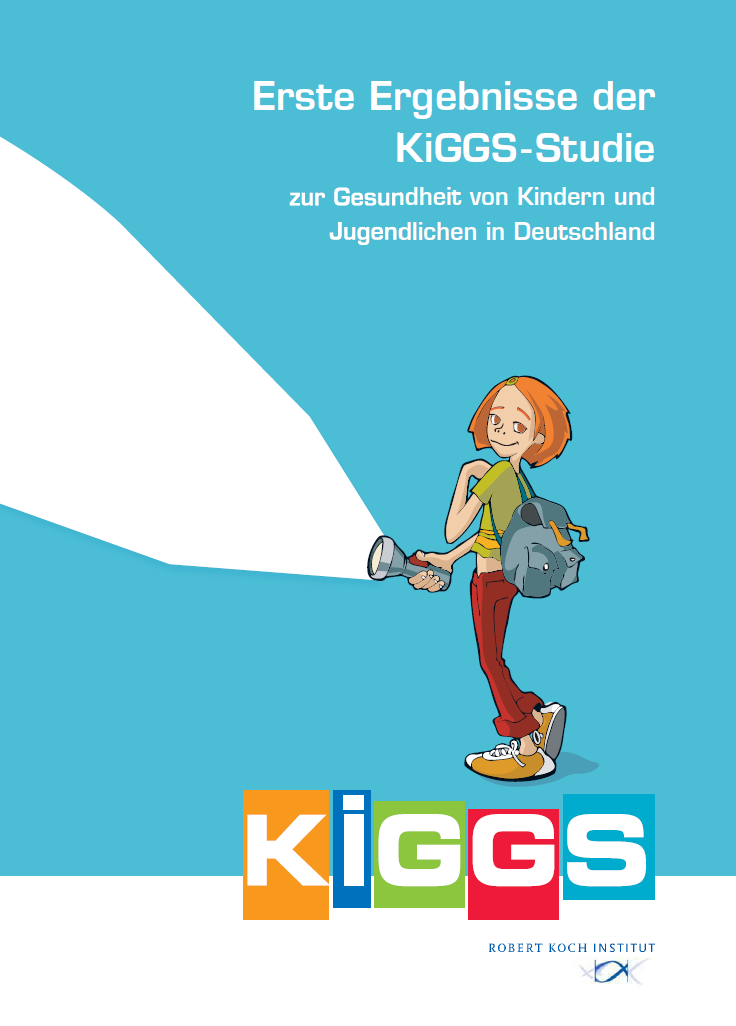 Erste Ergebnisse der
KiGGS-Studie
zur Gesundheit von Kindern und
Jugendlichen in Deutschland
KiGGS
ROBERT KOCH INSTITUT